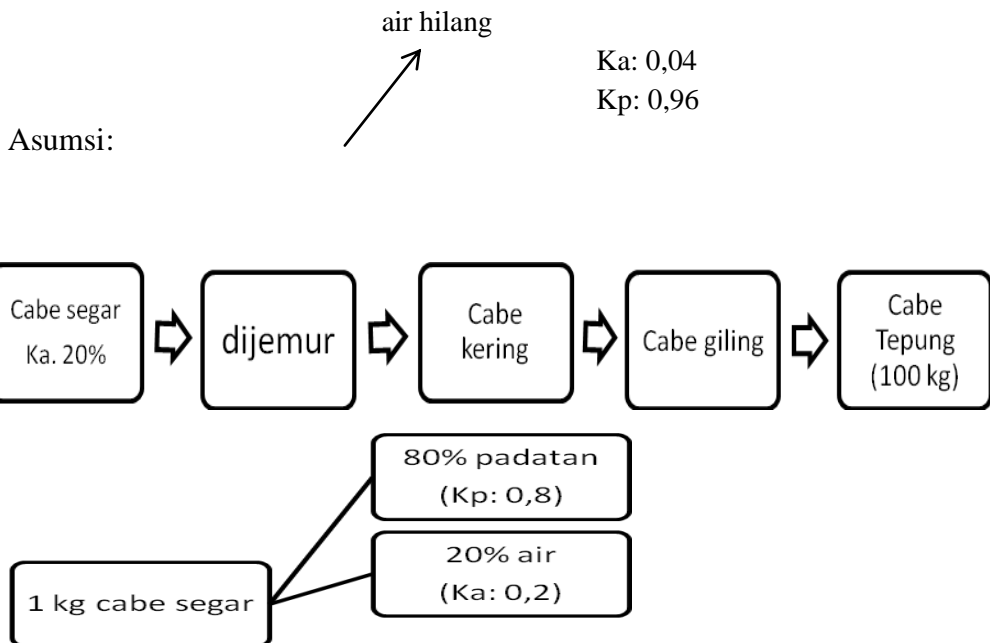 air hilang
Ka: 0,04
Kp: 0,96
Asumsi:
Cabe segar
Ka. 20%
dijemur
Cabe
kering
Cabe giling
Cabe
Tepung
(100 kg)
80% padatan
(Kp: 0,8)
20% air
(Ka: 0,2)
1 kg cabe segar